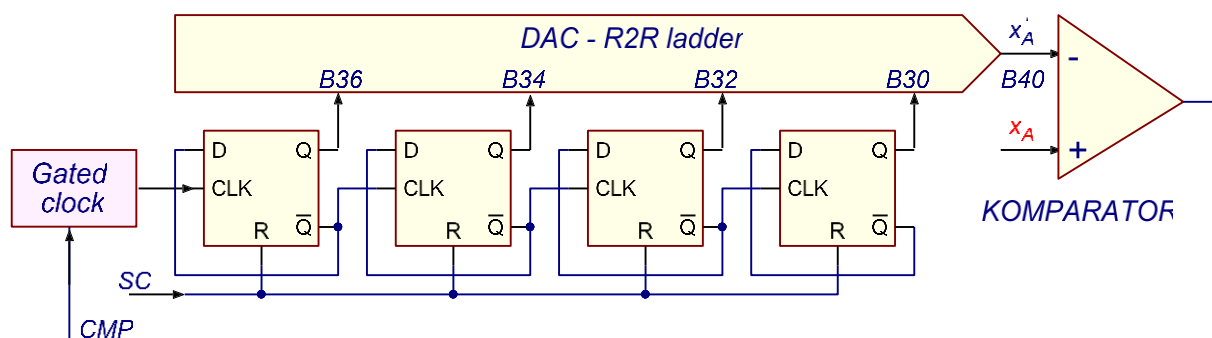 DAC - R2R ladder
B36
B34
B32
B30
x'A
B40
-
xA
+
KOMPARATOR
Gated
clock
D
Q
CLK
R
Q
D
Q
CLK
R
Q
D
Q
CLK
R
Q
D
Q
CLK
R
Q
SC
CMP